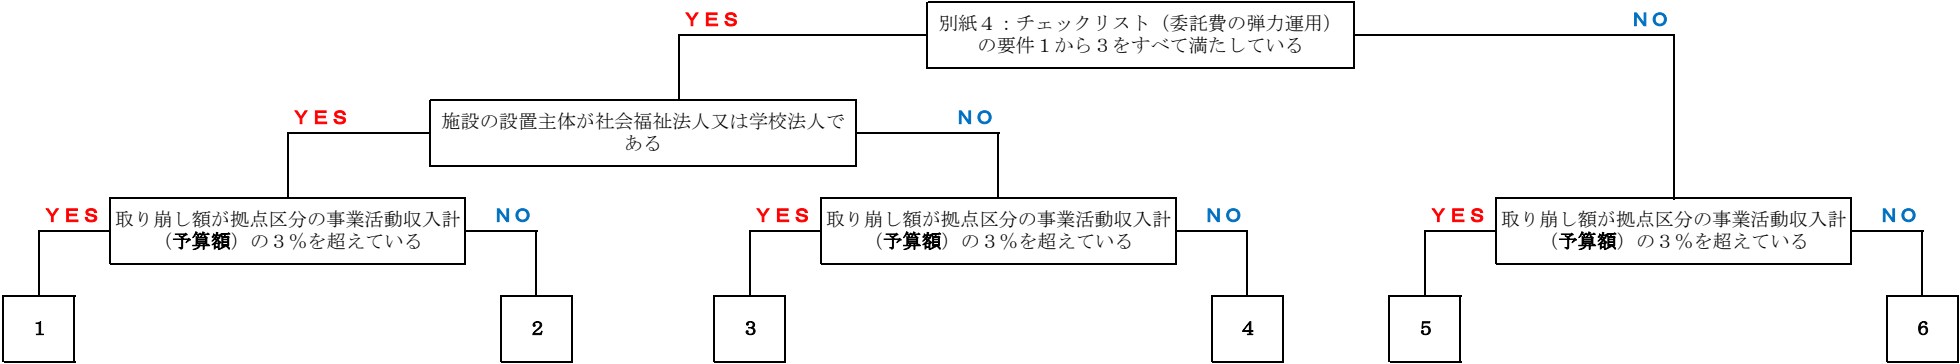 YES
別紙４：チェックリスト（委託費の弾力運用）
の要件１から３をすべて満たしている
NO
YES
施設の設置主体が社会福祉法人又は学校法人で
ある
NO
YES
取り崩し額が拠点区分の事業活動収入計
（予算額）の３％を超えている
NO
YES
取り崩し額が拠点区分の事業活動収入計
（予算額）の３％を超えている
NO
YES
取り崩し額が拠点区分の事業活動収入計
（予算額）の３％を超えている
NO
1
2
3
4
5
6